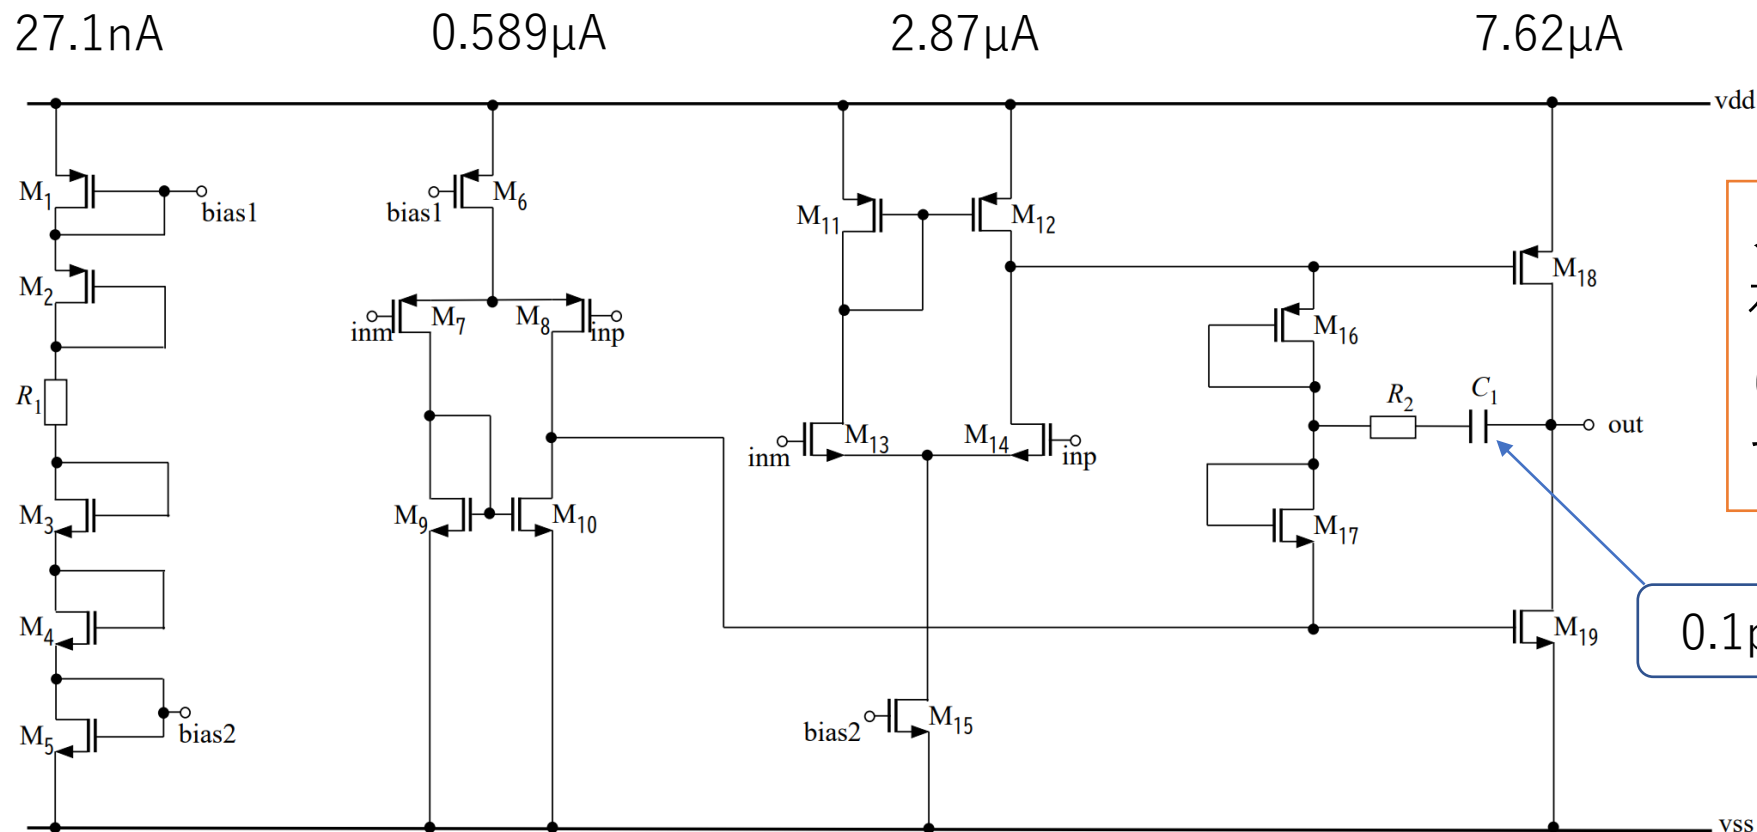 27.1nA
0.589μA
2.87μA
7.62μA
vdd
M1
bias1
bias1
M6
M11
M12
M18
M2
inm
M7
M8
inp
M16
R1
R2
C1
out
inm
M13
M14
inp
M3
M9
M10
M17
M4
M19
0.1p
M5
bias2
bias2
M15
vss